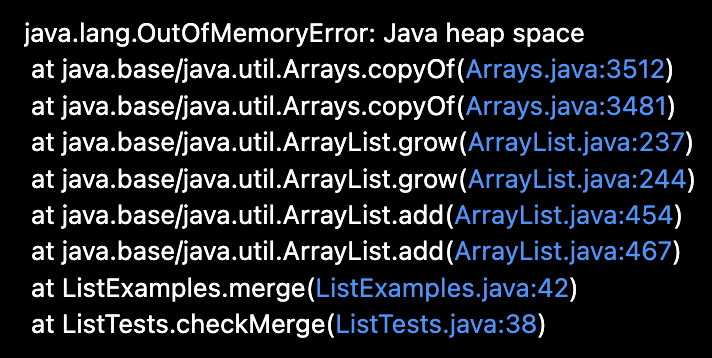 java.lang.OutOfMemoryError: Java heap space
at java.base/java.util.Arrays.copyOf(Arrays.java:3512)
at java.base/java.util.Arrays.copyOf(Arrays.java:3481)
at java.base/java.util.ArrayList.grow(ArrayList.java:237)
at java.base/java.util.ArrayList.grow(ArrayList.java:244)
at java.base/java.util.ArrayList.add(ArrayList.java:454)
at java.base/java.util.ArrayList.add(ArrayList.java:467)
at ListExamples.merge(ListExamples.java:42)
at ListTests.checkMerge(ListTests.java:38)